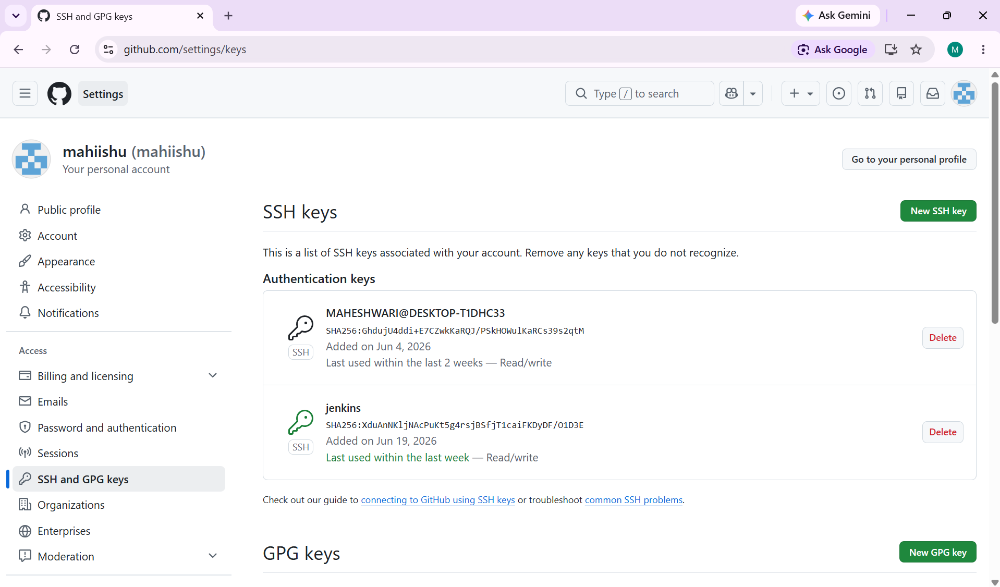 SSH and GPG keys
Ask Gemini
github.com/settings/keys
Ask Google
M
Settings
Type / to search
mahiishu (mahiishu)
Your personal account
Go to your personal profile
Public profile
Account
Appearance
Accessibility
Notifications
Access
Billing and licensing
Emails
Password and authentication
Sessions
SSH and GPG keys
Organizations
Enterprises
Moderation
SSH keys
New SSH key
This is a list of SSH keys associated with your account. Remove any keys that you do not recognize.
Authentication keys
MAHESHWARI@DESKTOP-T1DHC33
SHA256:GhdujU4ddi+E7CZwkKaRQJ/PSkHOWulKaRCs39s2qtM
Added on Jun 4, 2026
Last used within the last 2 weeks — Read/write
SSH
Delete
jenkins
SHA256:XduAnNKljNAcPuKt5g4rsjBSfjT1caiFKDyDF/O1D3E
Added on Jun 19, 2026
Last used within the last week — Read/write
SSH
Delete
Check out our guide to connecting to GitHub using SSH keys or troubleshoot common SSH problems.
GPG keys
New GPG key